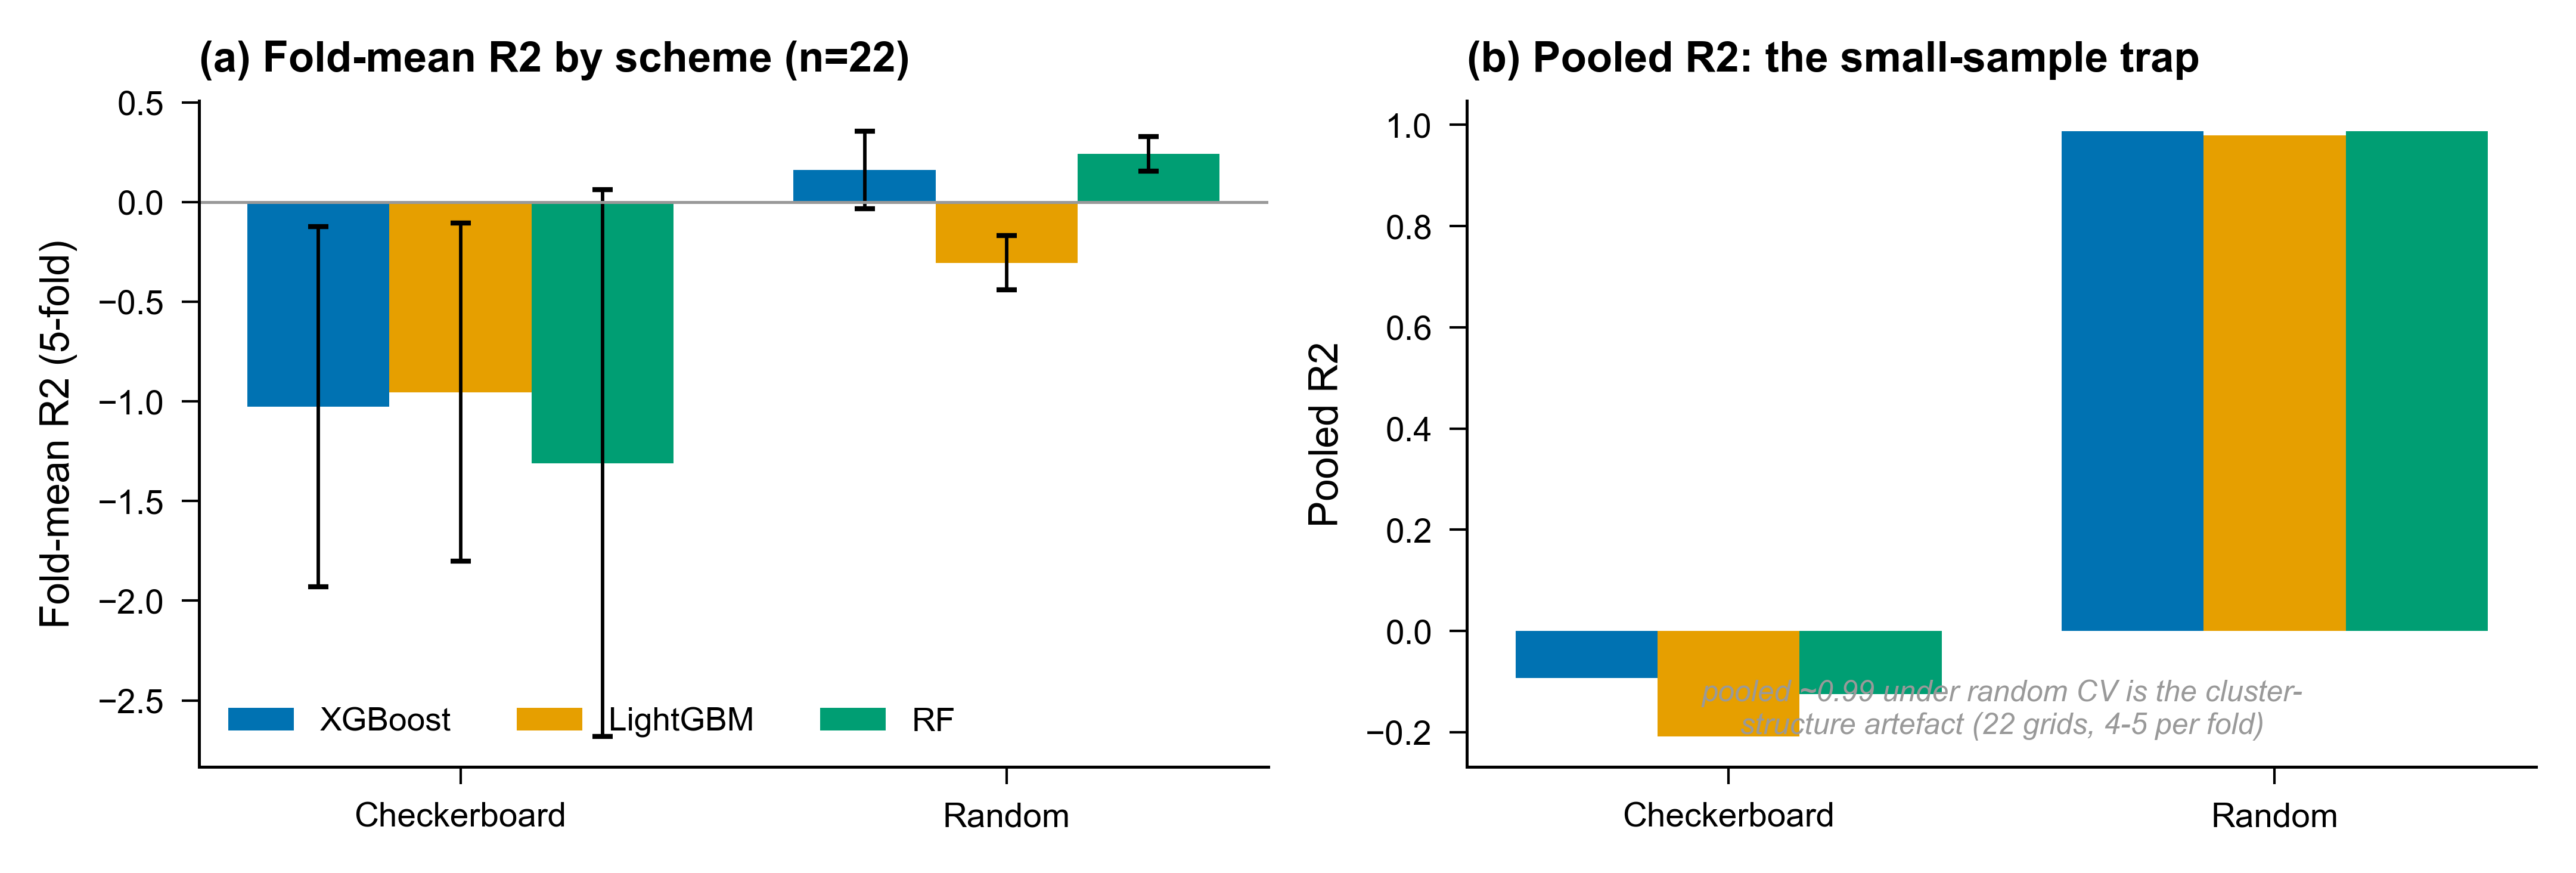 (a) Fold-mean R2 by scheme (n=22)
Fold-mean R2 (5-fold)
0.5
0.0
−0.5
−1.0
−1.5
−2.0
−2.5
XGBoost LightGBM RF
Checkerboard Random
(b) Pooled R2: the small-sample trap
Pooled R2
1.0
0.8
0.6
0.4
0.2
0.0
−0.2
pooled ~0.99 under random CV is the cluster-
structure artefact (22 grids, 4-5 per fold)
Checkerboard Random